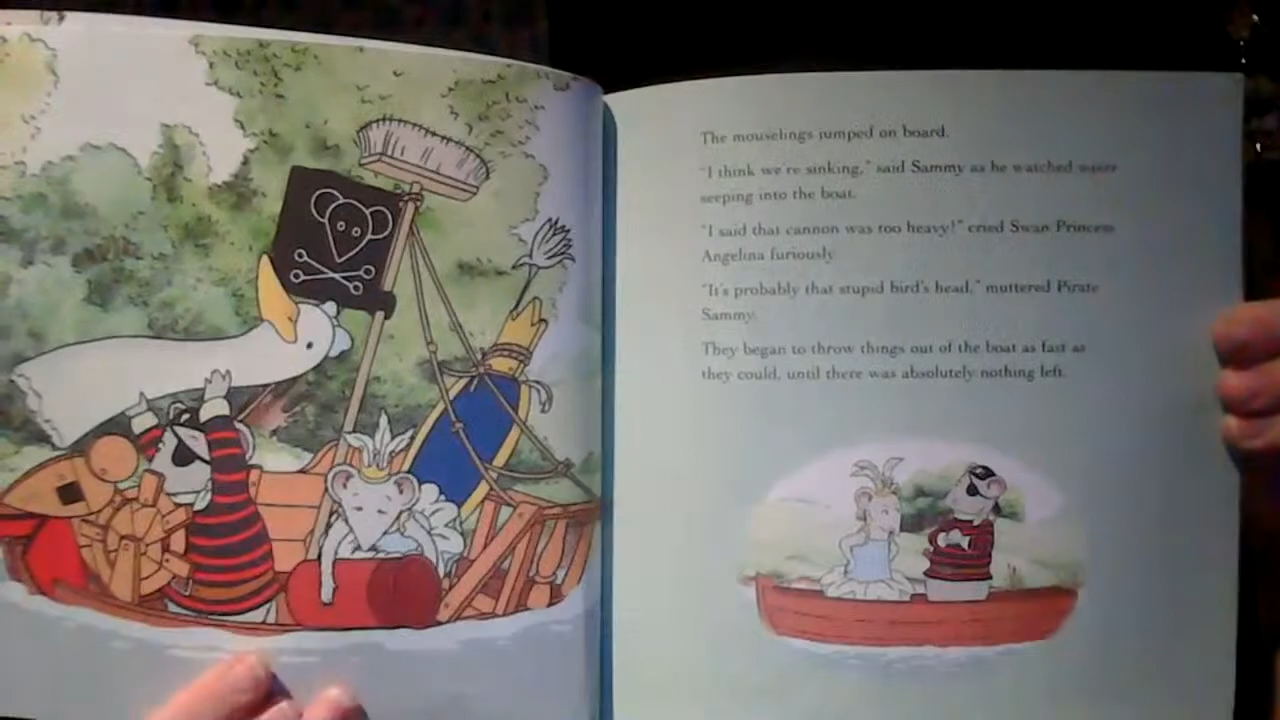 The mouselings jumped on board.
"I think we're sinking," said Sammy as he watched water
seeping into the boat.
"I said that cannon was too heavy!" cried Swan Princess
Angelina furiously.
"It's probably that stupid bird's head," muttered Pirate
Sammy.
They began to throw things out of the boat as fast as
they could, until there was absolutely nothing left.